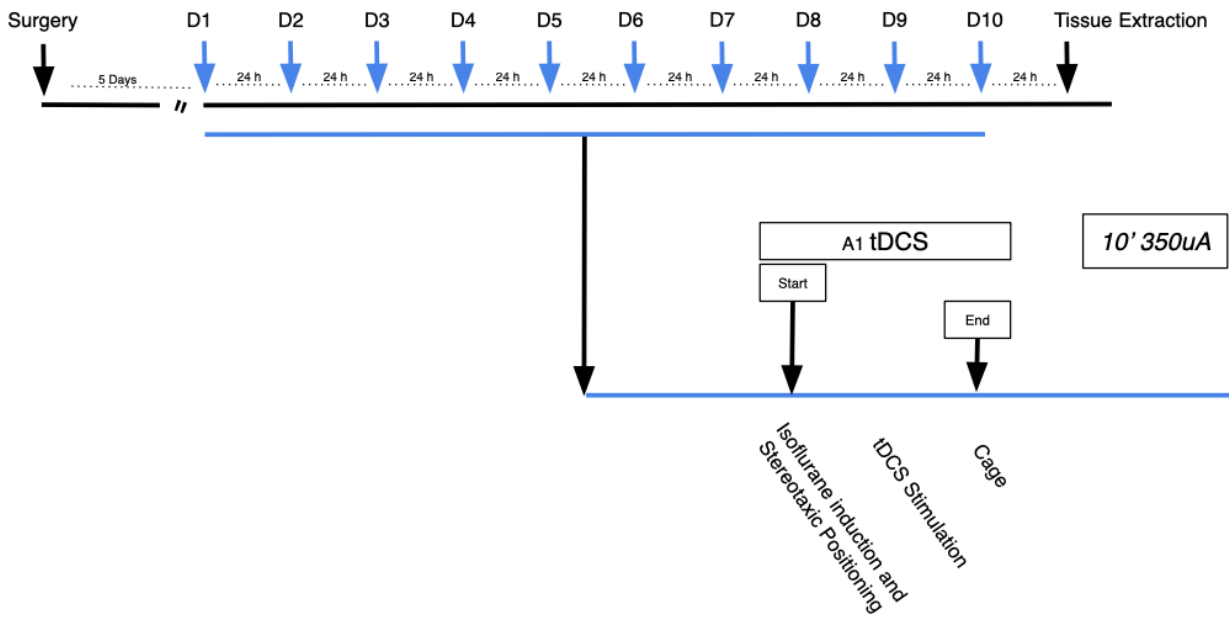 Surgery D1 D2 D3 D4 D5 D6 D7 D8 D9 D10 Tissue Extraction
5 Days 24 h 24 h 24 h 24 h 24 h 24 h 24 h 24 h 24 h 24 h
A1 tDCS
10' 350uA
Start
End
Isoflurane induction and
Stereotaxic Positioning
tDCS Stimulation
Cage